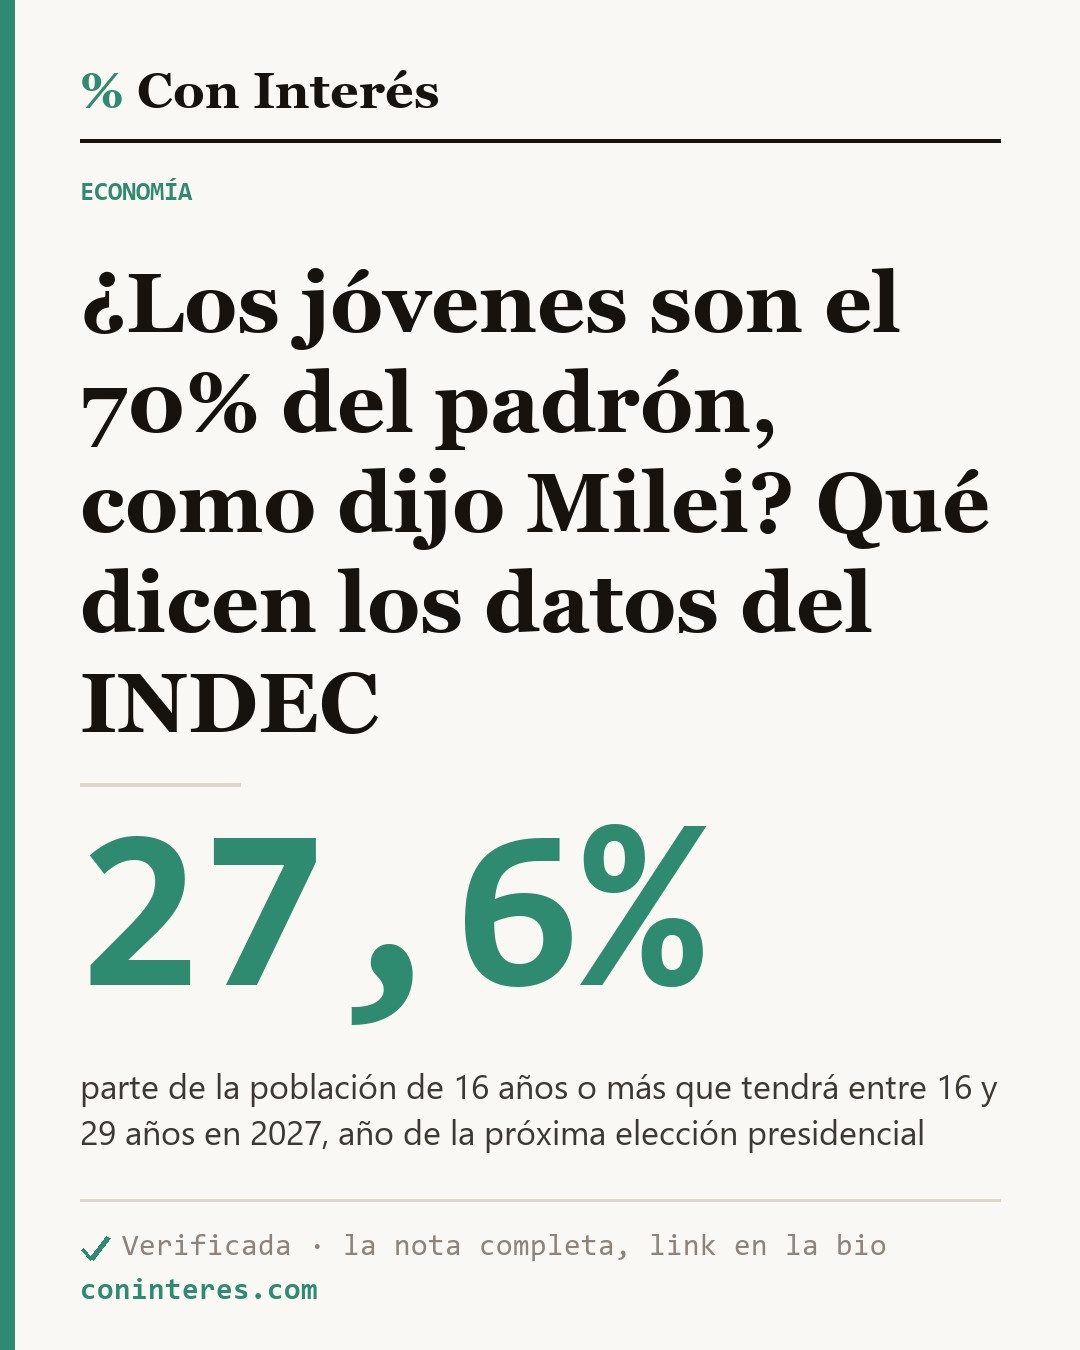 % Con Interés
ECONOMÍA
¿Los jóvenes son el
70% del padrón,
como dijo Milei? Qué
dicen los datos del
INDEC
27,6%
parte de la población de 16 años o más que tendrá entre 16 y
29 años en 2027, año de la próxima elección presidencial
Verificada · la nota completa, link en la bio
coninteres.com